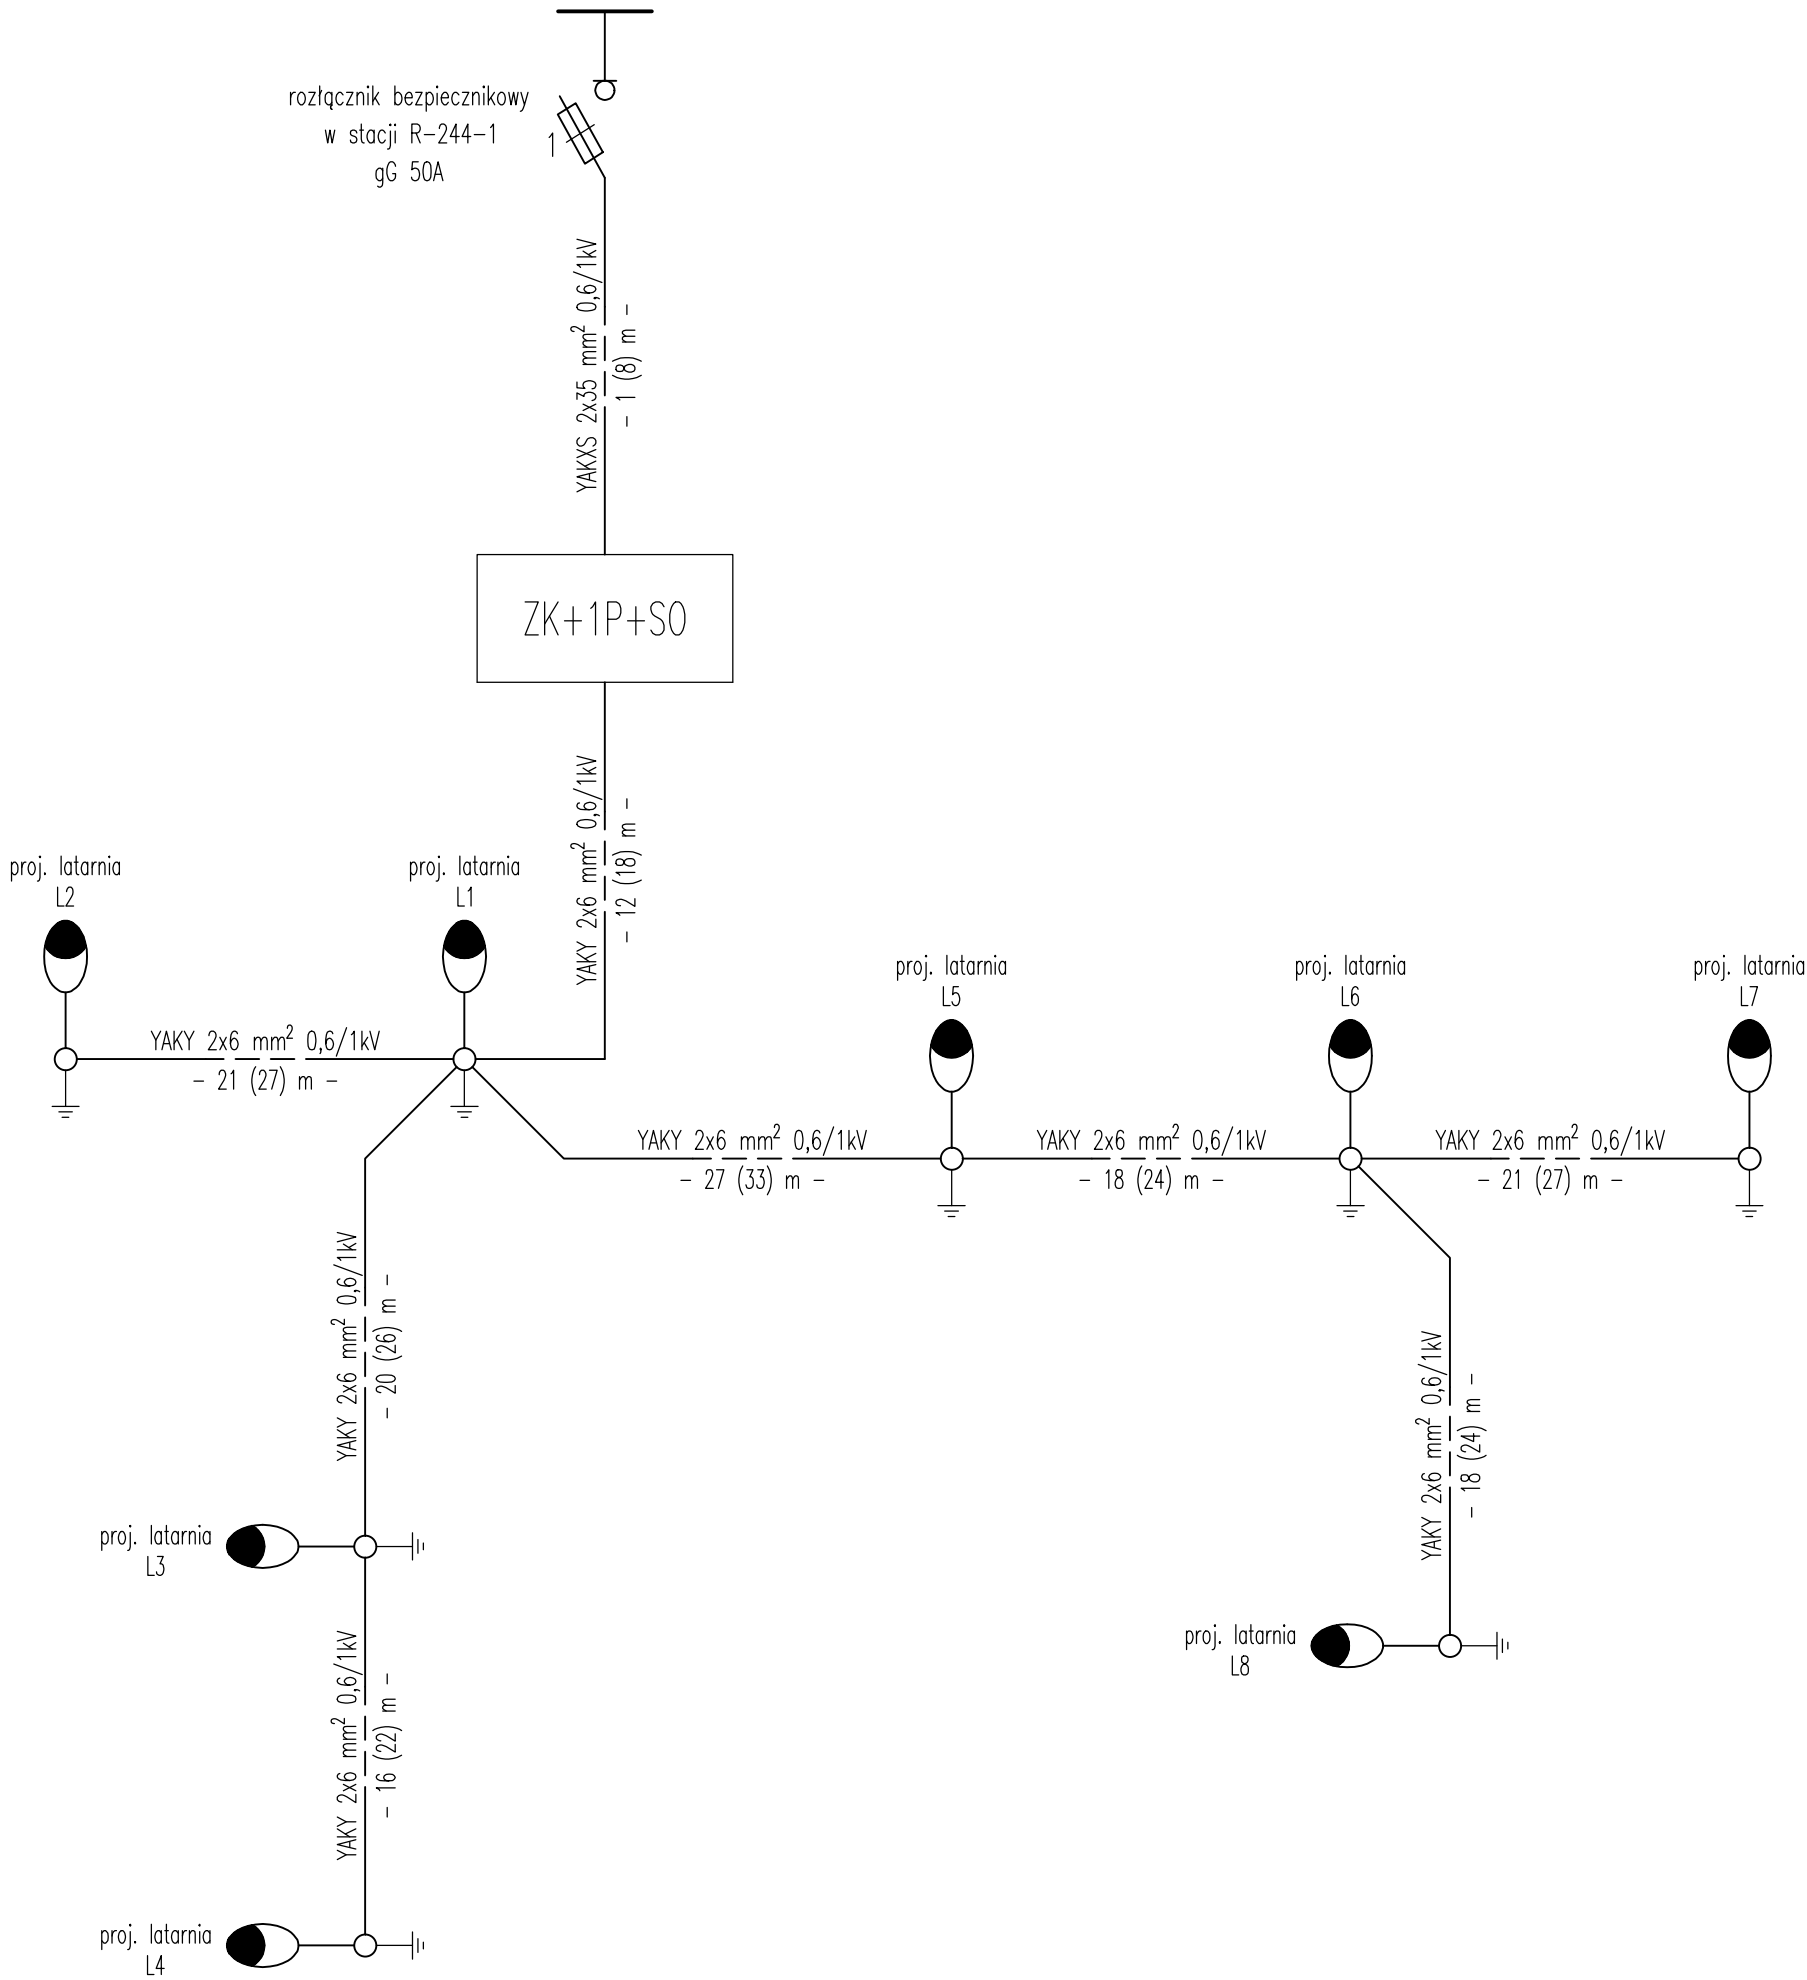 rozłącznik bezpiecznikowy
w stacji R-244-1
gG 50A
1
YAKXS 2x35 mm² 0,6/1kV
- 1 (8) m -
ZK+1P+SO
YAKY 2x6 mm² 0,6/1kV
- 12 (18) m -
proj. latarnia
L2
proj. latarnia
L1
YAKY 2x6 mm² 0,6/1kV
- 21 (27) m -
proj. latarnia
L5
proj. latarnia
L6
proj. latarnia
L7
YAKY 2x6 mm² 0,6/1kV
- 27 (33) m -
YAKY 2x6 mm² 0,6/1kV
- 18 (24) m -
YAKY 2x6 mm² 0,6/1kV
- 21 (27) m -
YAKY 2x6 mm² 0,6/1kV
- 20 (26) m -
YAKY 2x6 mm² 0,6/1kV
- 18 (24) m -
proj. latarnia
L3
proj. latarnia
L8
YAKY 2x6 mm² 0,6/1kV
- 16 (22) m -
proj. latarnia
L4